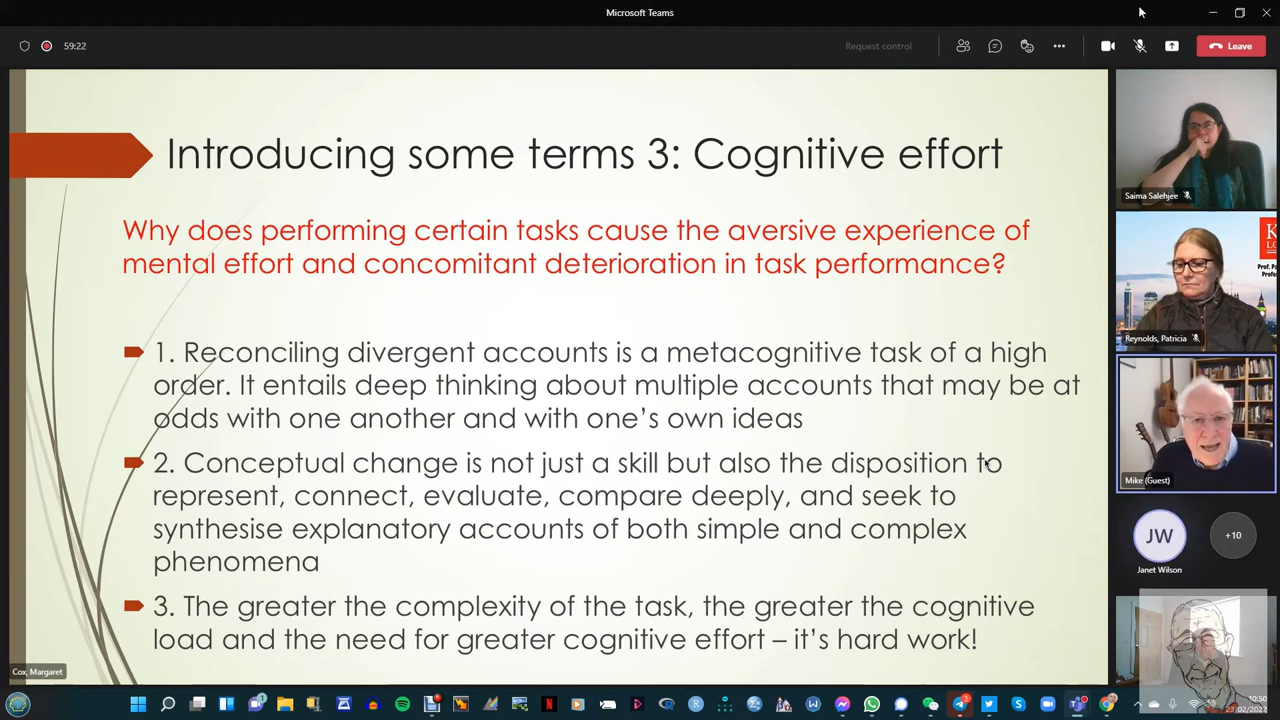 Microsoft Teams
59:22
Request control
Leave
Introducing some terms 3: Cognitive effort
Why does performing certain tasks cause the aversive experience of
mental effort and concomitant deterioration in task performance?
1. Reconciling divergent accounts is a metacognitive task of a high
order. It entails deep thinking about multiple accounts that may be at
odds with one another and with one's own ideas
2. Conceptual change is not just a skill but also the disposition to
represent, connect, evaluate, compare deeply, and seek to
synthesise explanatory accounts of both simple and complex
phenomena
3. The greater the complexity of the task, the greater the cognitive
load and the need for greater cognitive effort – it's hard work!
Cox, Margaret
Saima Salehjee
Prof. Pa
Profess
Reynolds, Patricia
Mike (Guest)
JW
+10
Janet Wilson
10:50